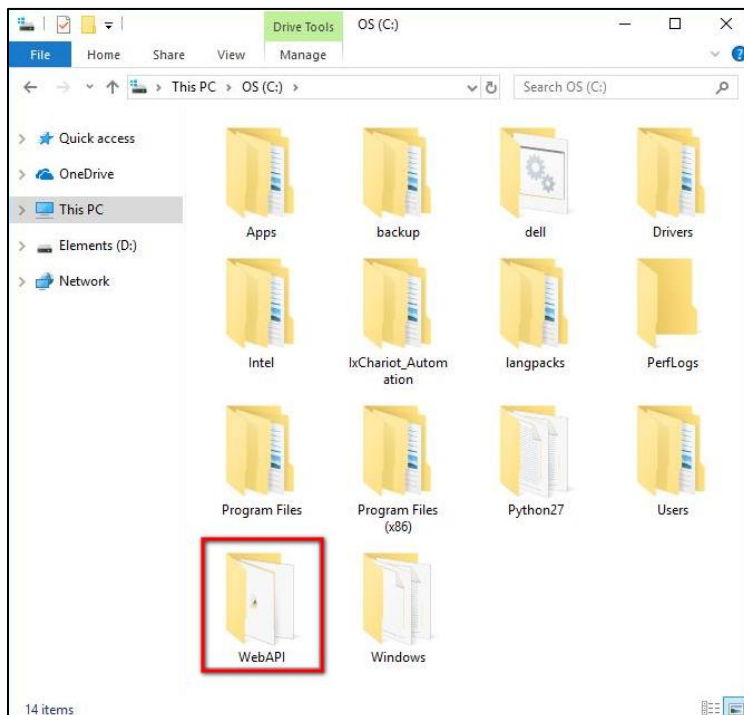 Drive Tools
OS (C:)
File
Home
Share
View
Manage
This PC
OS (C:)
Search OS (C:)
Quick access
OneDrive
This PC
Elements (D:)
Network
Apps
backup
dell
Drivers
Intel
IxChariot_Autom
ation
langpacks
PerfLogs
Program Files
Program Files
(x86)
Python27
Users
WebAPI
Windows
14 items